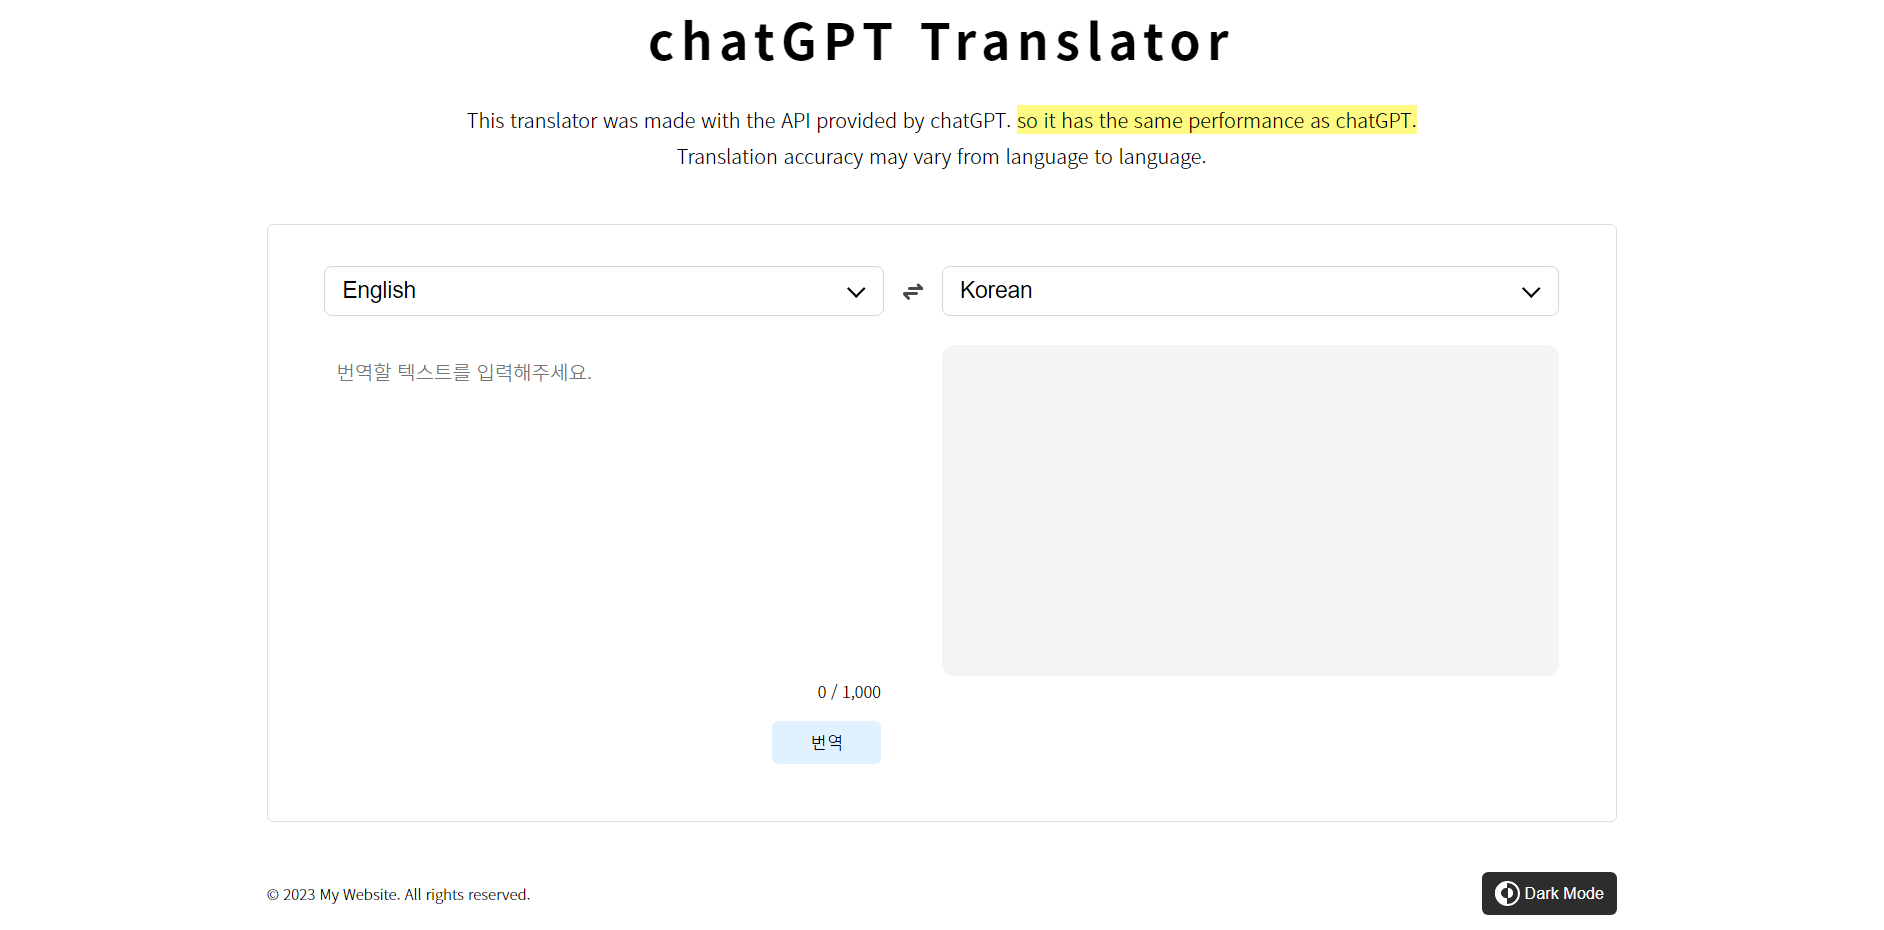 chatGPT Translator
This translator was made with the API provided by chatGPT. so it has the same performance as chatGPT.
Translation accuracy may vary from language to language.
English
Korean
번역할 텍스트를 입력해주세요.
0 / 1,000
번역
© 2023 My Website. All rights reserved.
Dark Mode